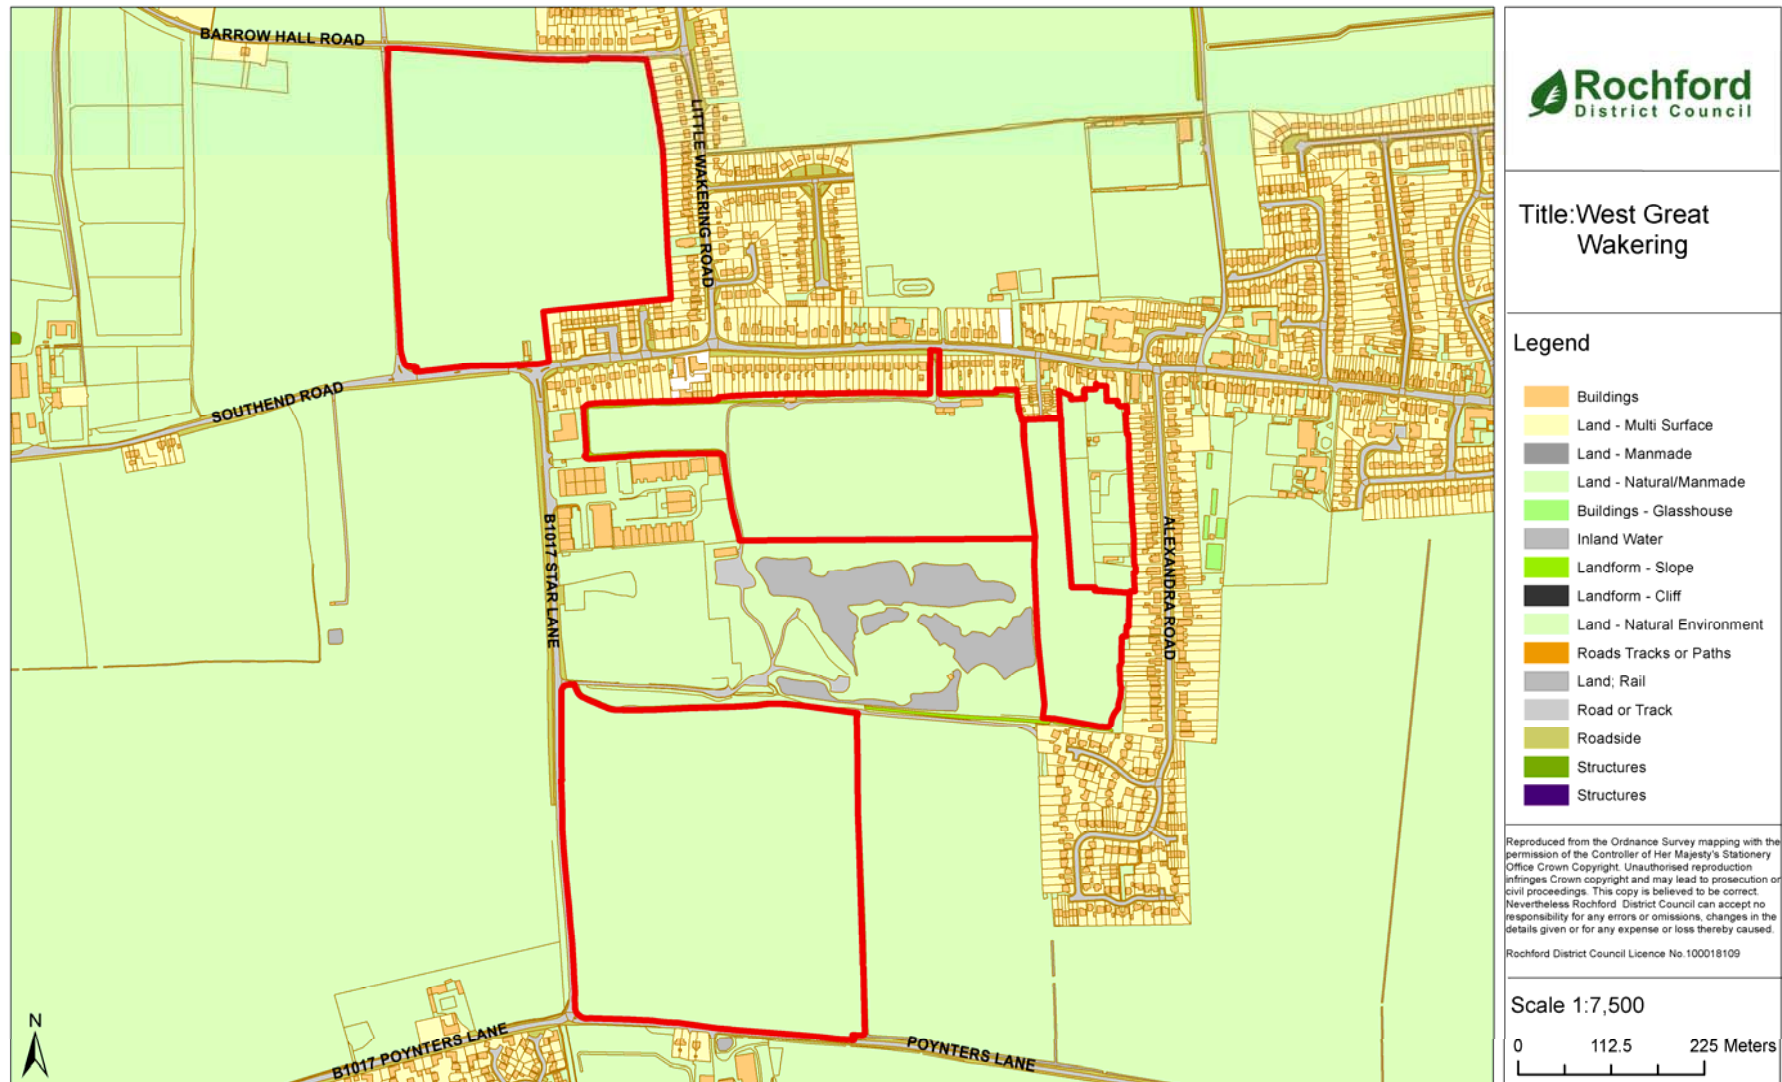 BARROW HALL ROAD
LITTLE WAKERING ROAD
SOUTHEND ROAD
B1017 STAR LANE
ALEXANDRA ROAD
B1017 POYNTERS LANE
POYNTERS LANE
N
Rochford
District Council
Title:West Great
Wakering
Legend
Buildings
Land - Multi Surface
Land - Manmade
Land - Natural/Manmade
Buildings - Glasshouse
Inland Water
Landform - Slope
Landform - Cliff
Land - Natural Environment
Roads Tracks or Paths
Land; Rail
Road or Track
Roadside
Structures
Structures
Reproduced from the Ordnance Survey mapping with the
permission of the Controller of Her Majesty's Stationery
Office Crown Copyright. Unauthorised reproduction
infringes Crown copyright and may lead to prosecution or
civil proceedings. This copy is believed to be correct.
Nevertheless Rochford District Council can accept no
responsibility for any errors or omissions, changes in the
details given or for any expense or loss thereby caused.
Rochford District Council Licence No.100018109
Scale 1:7,500
0 112.5 225 Meters